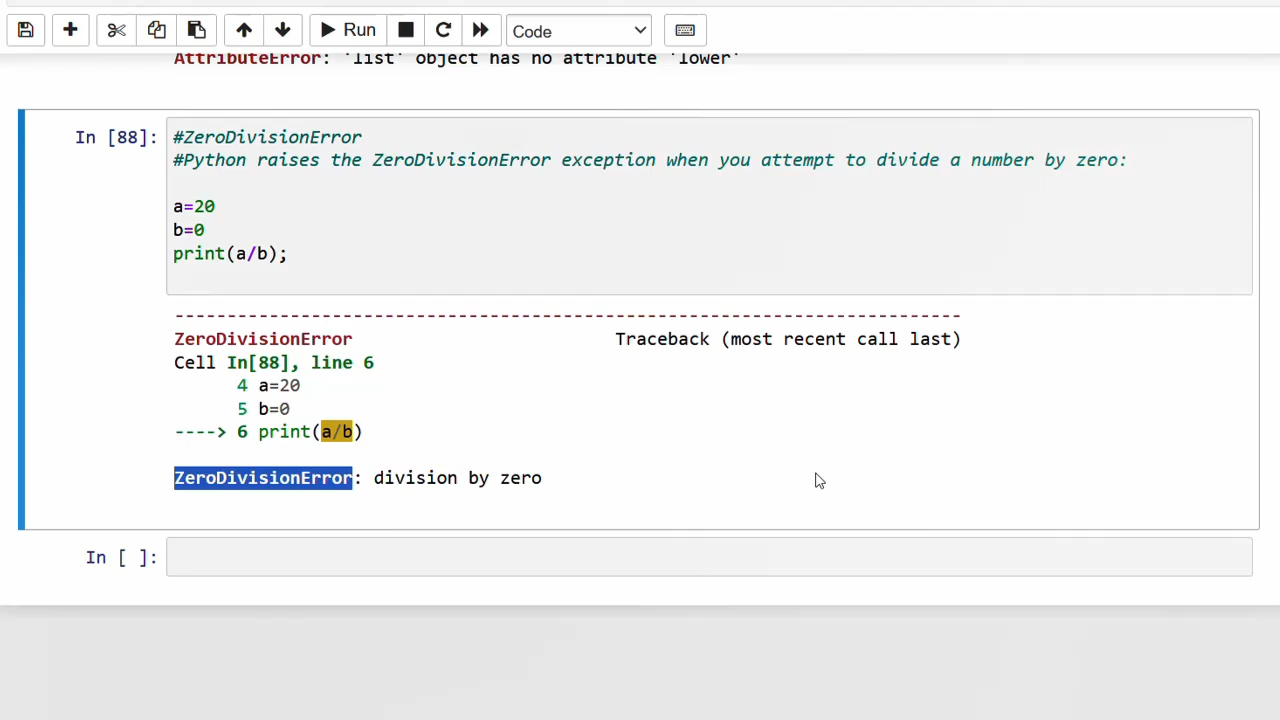 Run
Code
AttributeError: 'list' object has no attribute 'lower'
In [88]:
#ZeroDivisionError
#Python raises the ZeroDivisionError exception when you attempt to divide a number by zero:
a=20
b=0
print(a/b);
---------------------------------------------------------------------------
ZeroDivisionError                         Traceback (most recent call last)
Cell In[88], line 6
      4 a=20
      5 b=0
----> 6 print(a/b)
ZeroDivisionError: division by zero
In [ ]: